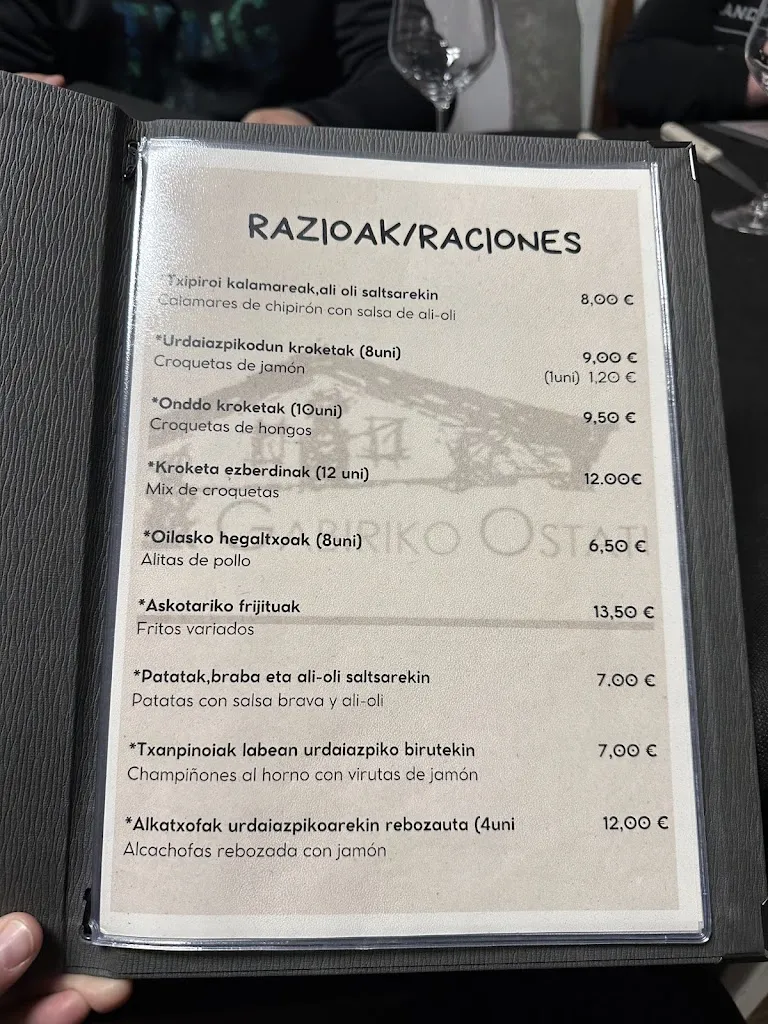 AND
RAZIOAK/RACIONES
*Txipiroi kalamareak,ali oli saltsarekin 8,00 €
Calamares de chipirón con salsa de ali-oli
*Urdaiazpikodun kroketak (8uni) 9,00 €
Croquetas de jamón (1uni) 1,20 €
*Onddo kroketak (10uni) 9,50 €
Croquetas de hongos
*Kroketa ezberdinak (12 uni) 12.00€
Mix de croquetas
GABIRIKO OSTATU
*Oilasko hegaltxoak (8uni) 6,50 €
Alitas de pollo
*Askotariko frijituak 13,50 €
Fritos variados
*Patatak,braba eta ali-oli saltsarekin 7.00 €
Patatas con salsa brava y ali-oli
*Txanpinoiak labean urdaiazpiko birutekin 7,00 €
Champiñones al horno con virutas de jamón
*Alkatxofak urdaiazpikoarekin rebozauta (4uni 12,00 €
Alcachofas rebozada con jamón